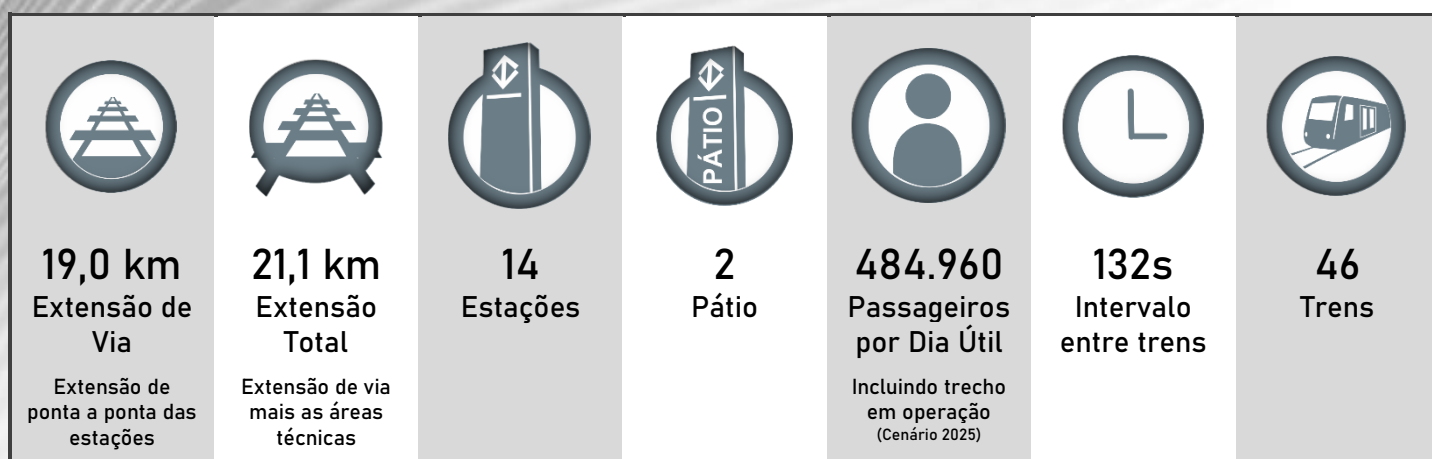 19,0 km
Extensão de
Via
Extensão de
ponta a ponta das
estações
21,1 km
Extensão
Total
Extensão de via
mais as áreas
técnicas
14
Estações
PÁTIO
2
Pátio
484.960
Passageiros
por Dia Útil
Incluindo trecho
em operação
(Cenário 2025)
132s
Intervalo
entre trens
46
Trens